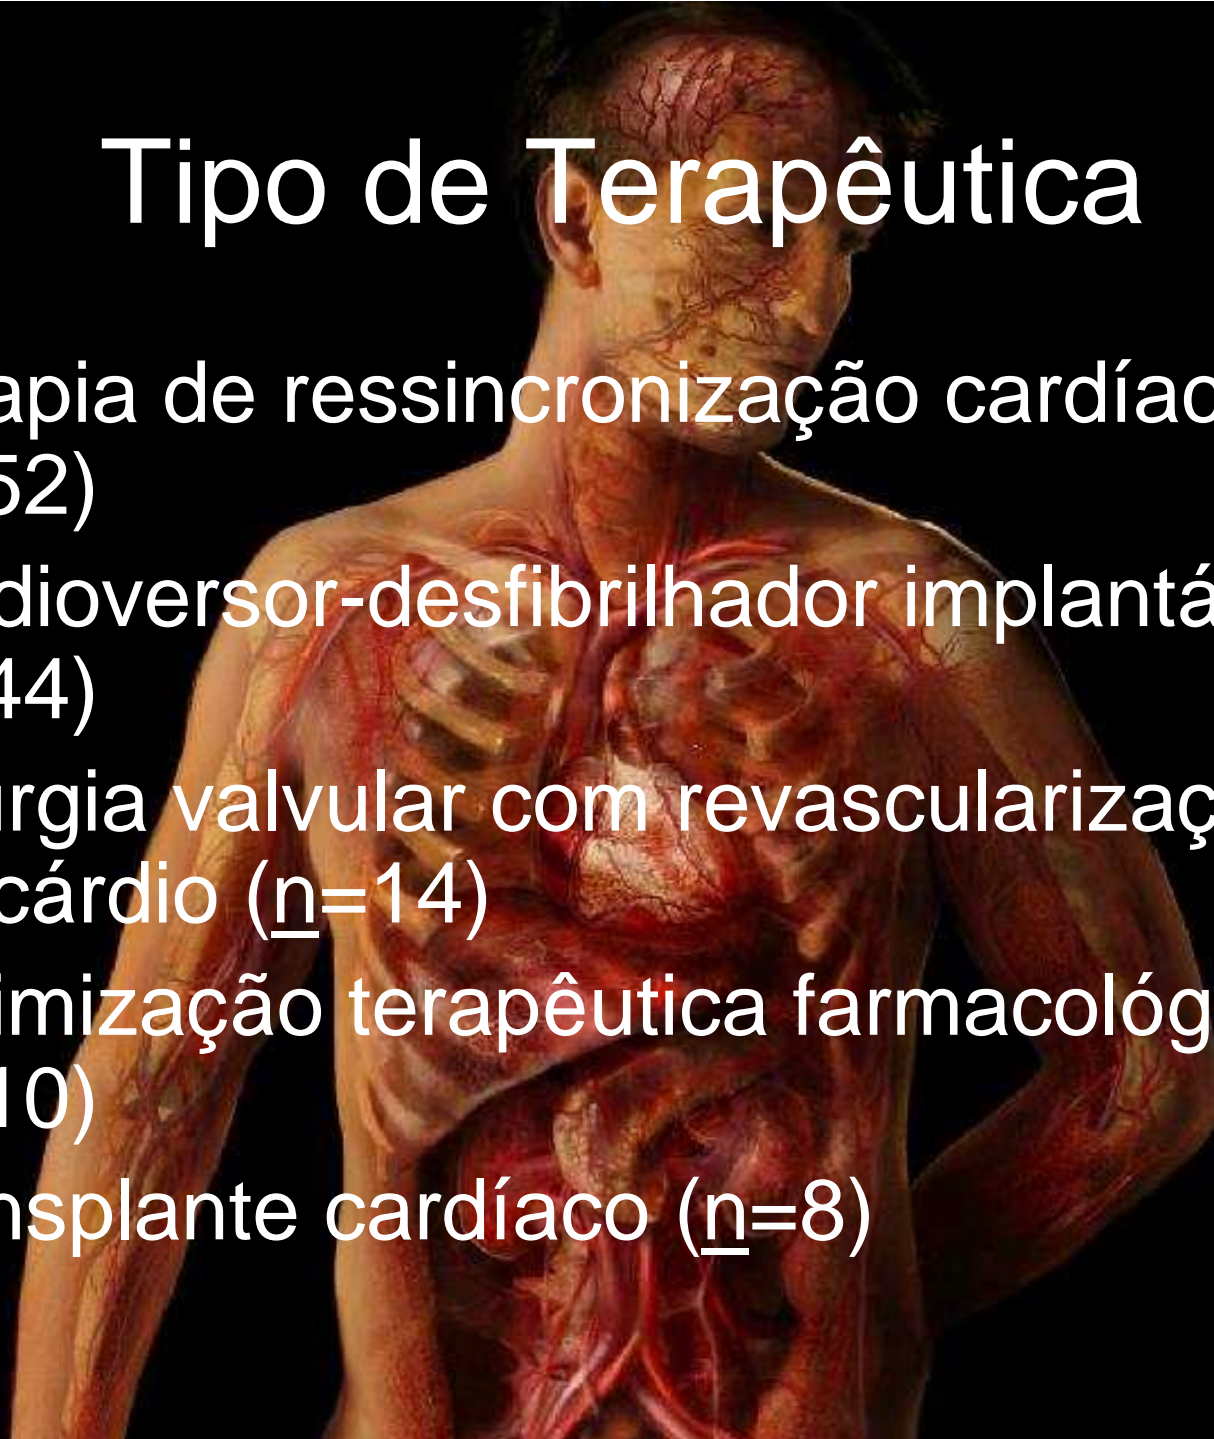 Tipo de Terapêutica
apia de ressincronização cardíac
52)
dioversor-desfibrilhador implantá
44)
rgia valvular com revascularizaç
cárdio (n=14)
imização terapêutica farmacológ
10)
nsplante cardíaco (n=8)